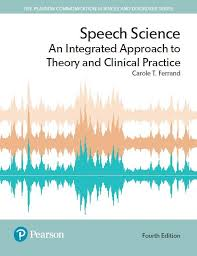 THE PEARSON COMMUNICATION SCIENCES AND DISORDERS SERIES
Speech Science
An Integrated Approach to
Theory and Clinical Practice
Carole T. Ferrand
Pearson
Fourth Edition